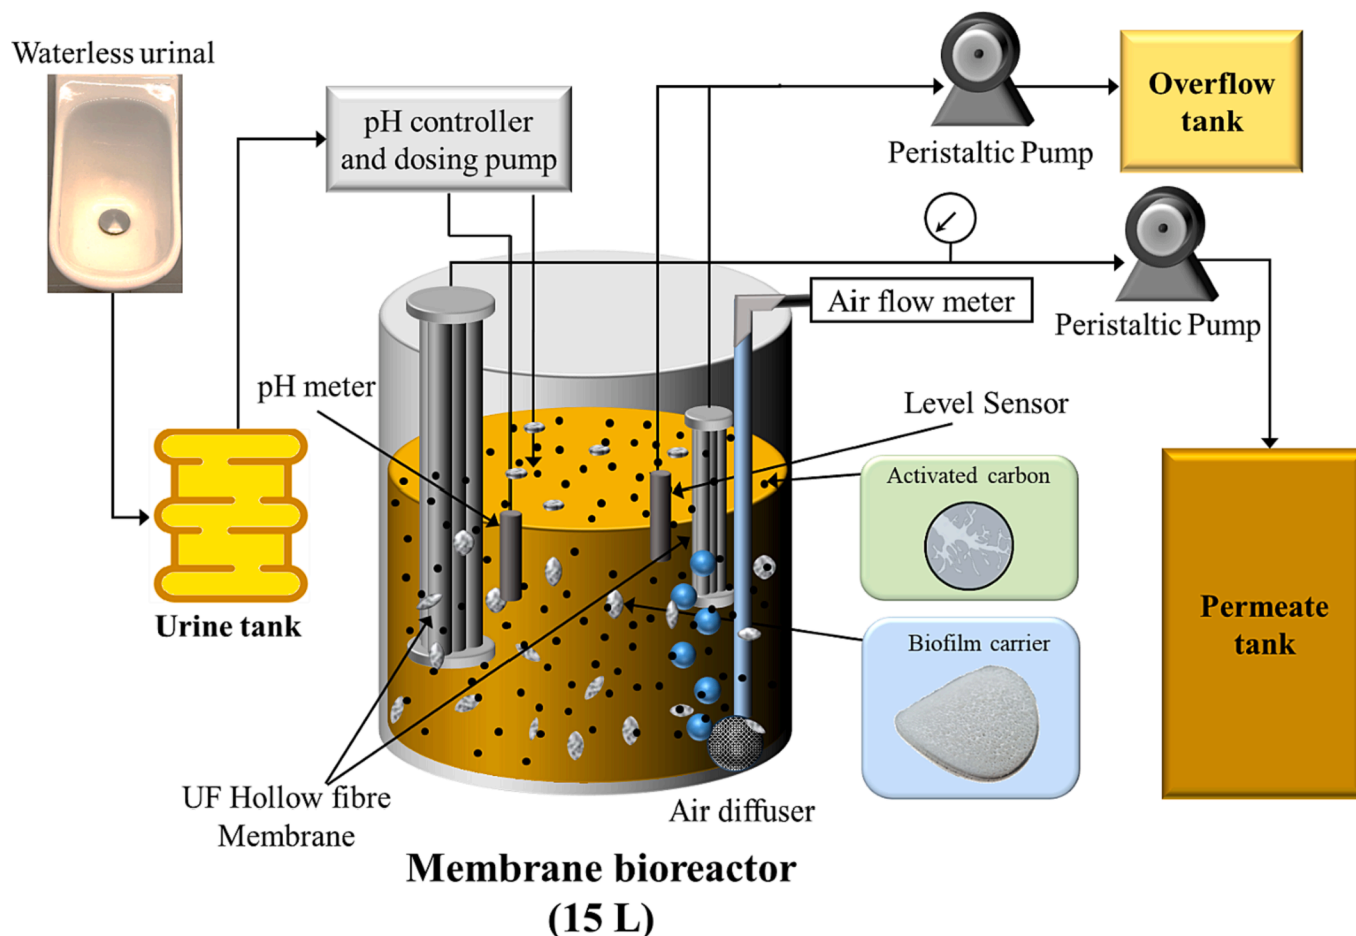 Waterless urinal
pH controller
and dosing pump
Peristaltic Pump
Overflow
tank
Air flow meter
Peristaltic Pump
pH meter
Level Sensor
Activated carbon
Urine tank
Biofilm carrier
Permeate
tank
UF Hollow fibre
Membrane
Air diffuser
Membrane bioreactor
(15 L)